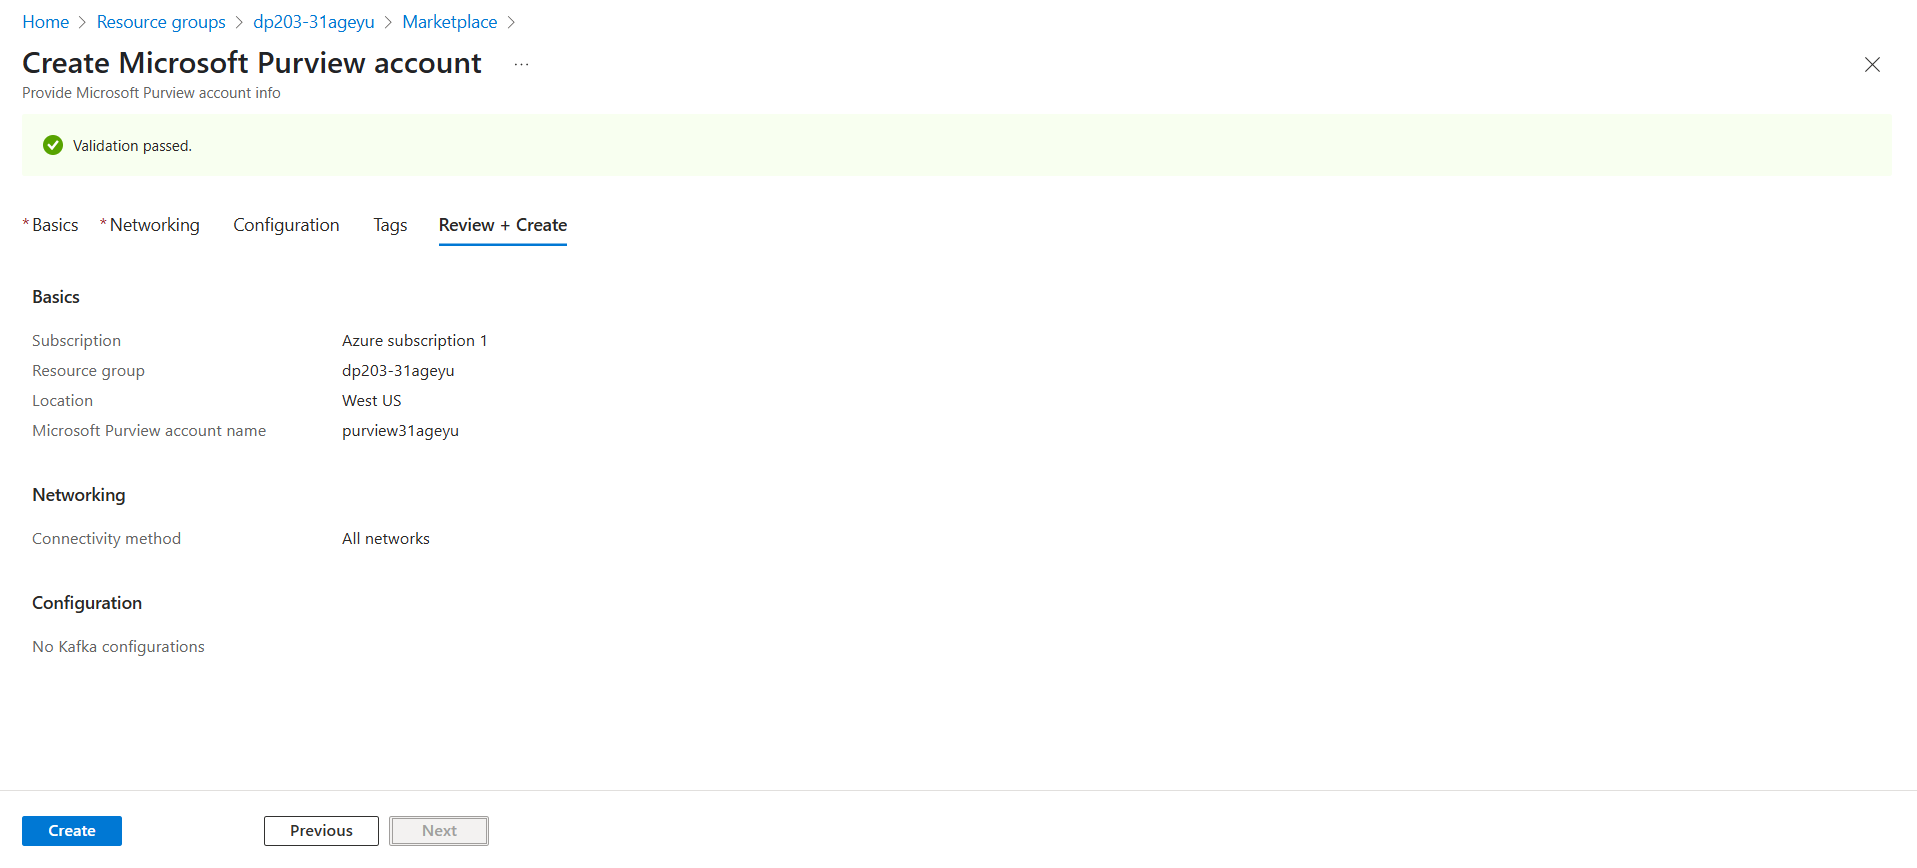 Home > Resource groups > dp203-31ageyu > Marketplace >
Create Microsoft Purview account ...
Provide Microsoft Purview account info
Validation passed.
* Basics * Networking Configuration Tags Review + Create
Basics
Subscription Azure subscription 1
Resource group dp203-31ageyu
Location West US
Microsoft Purview account name purview31ageyu
Networking
Connectivity method All networks
Configuration
No Kafka configurations
Create Previous Next